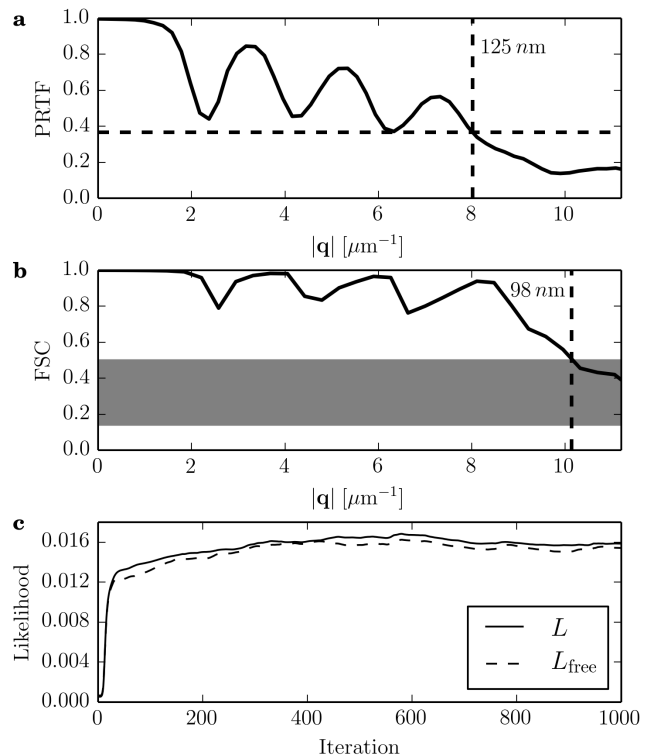 a
1.0
0.8
0.6
0.4
0.2
0.0
PRTF
125 nm
0 2 4 6 8 10
|q| [μm⁻¹]
b
1.0
0.8
0.6
0.4
0.2
0.0
FSC
98 nm
0 2 4 6 8 10
|q| [μm⁻¹]
c
0.016
0.012
0.008
0.004
0.000
Likelihood
L
L_free
0 200 400 600 800 1000
Iteration